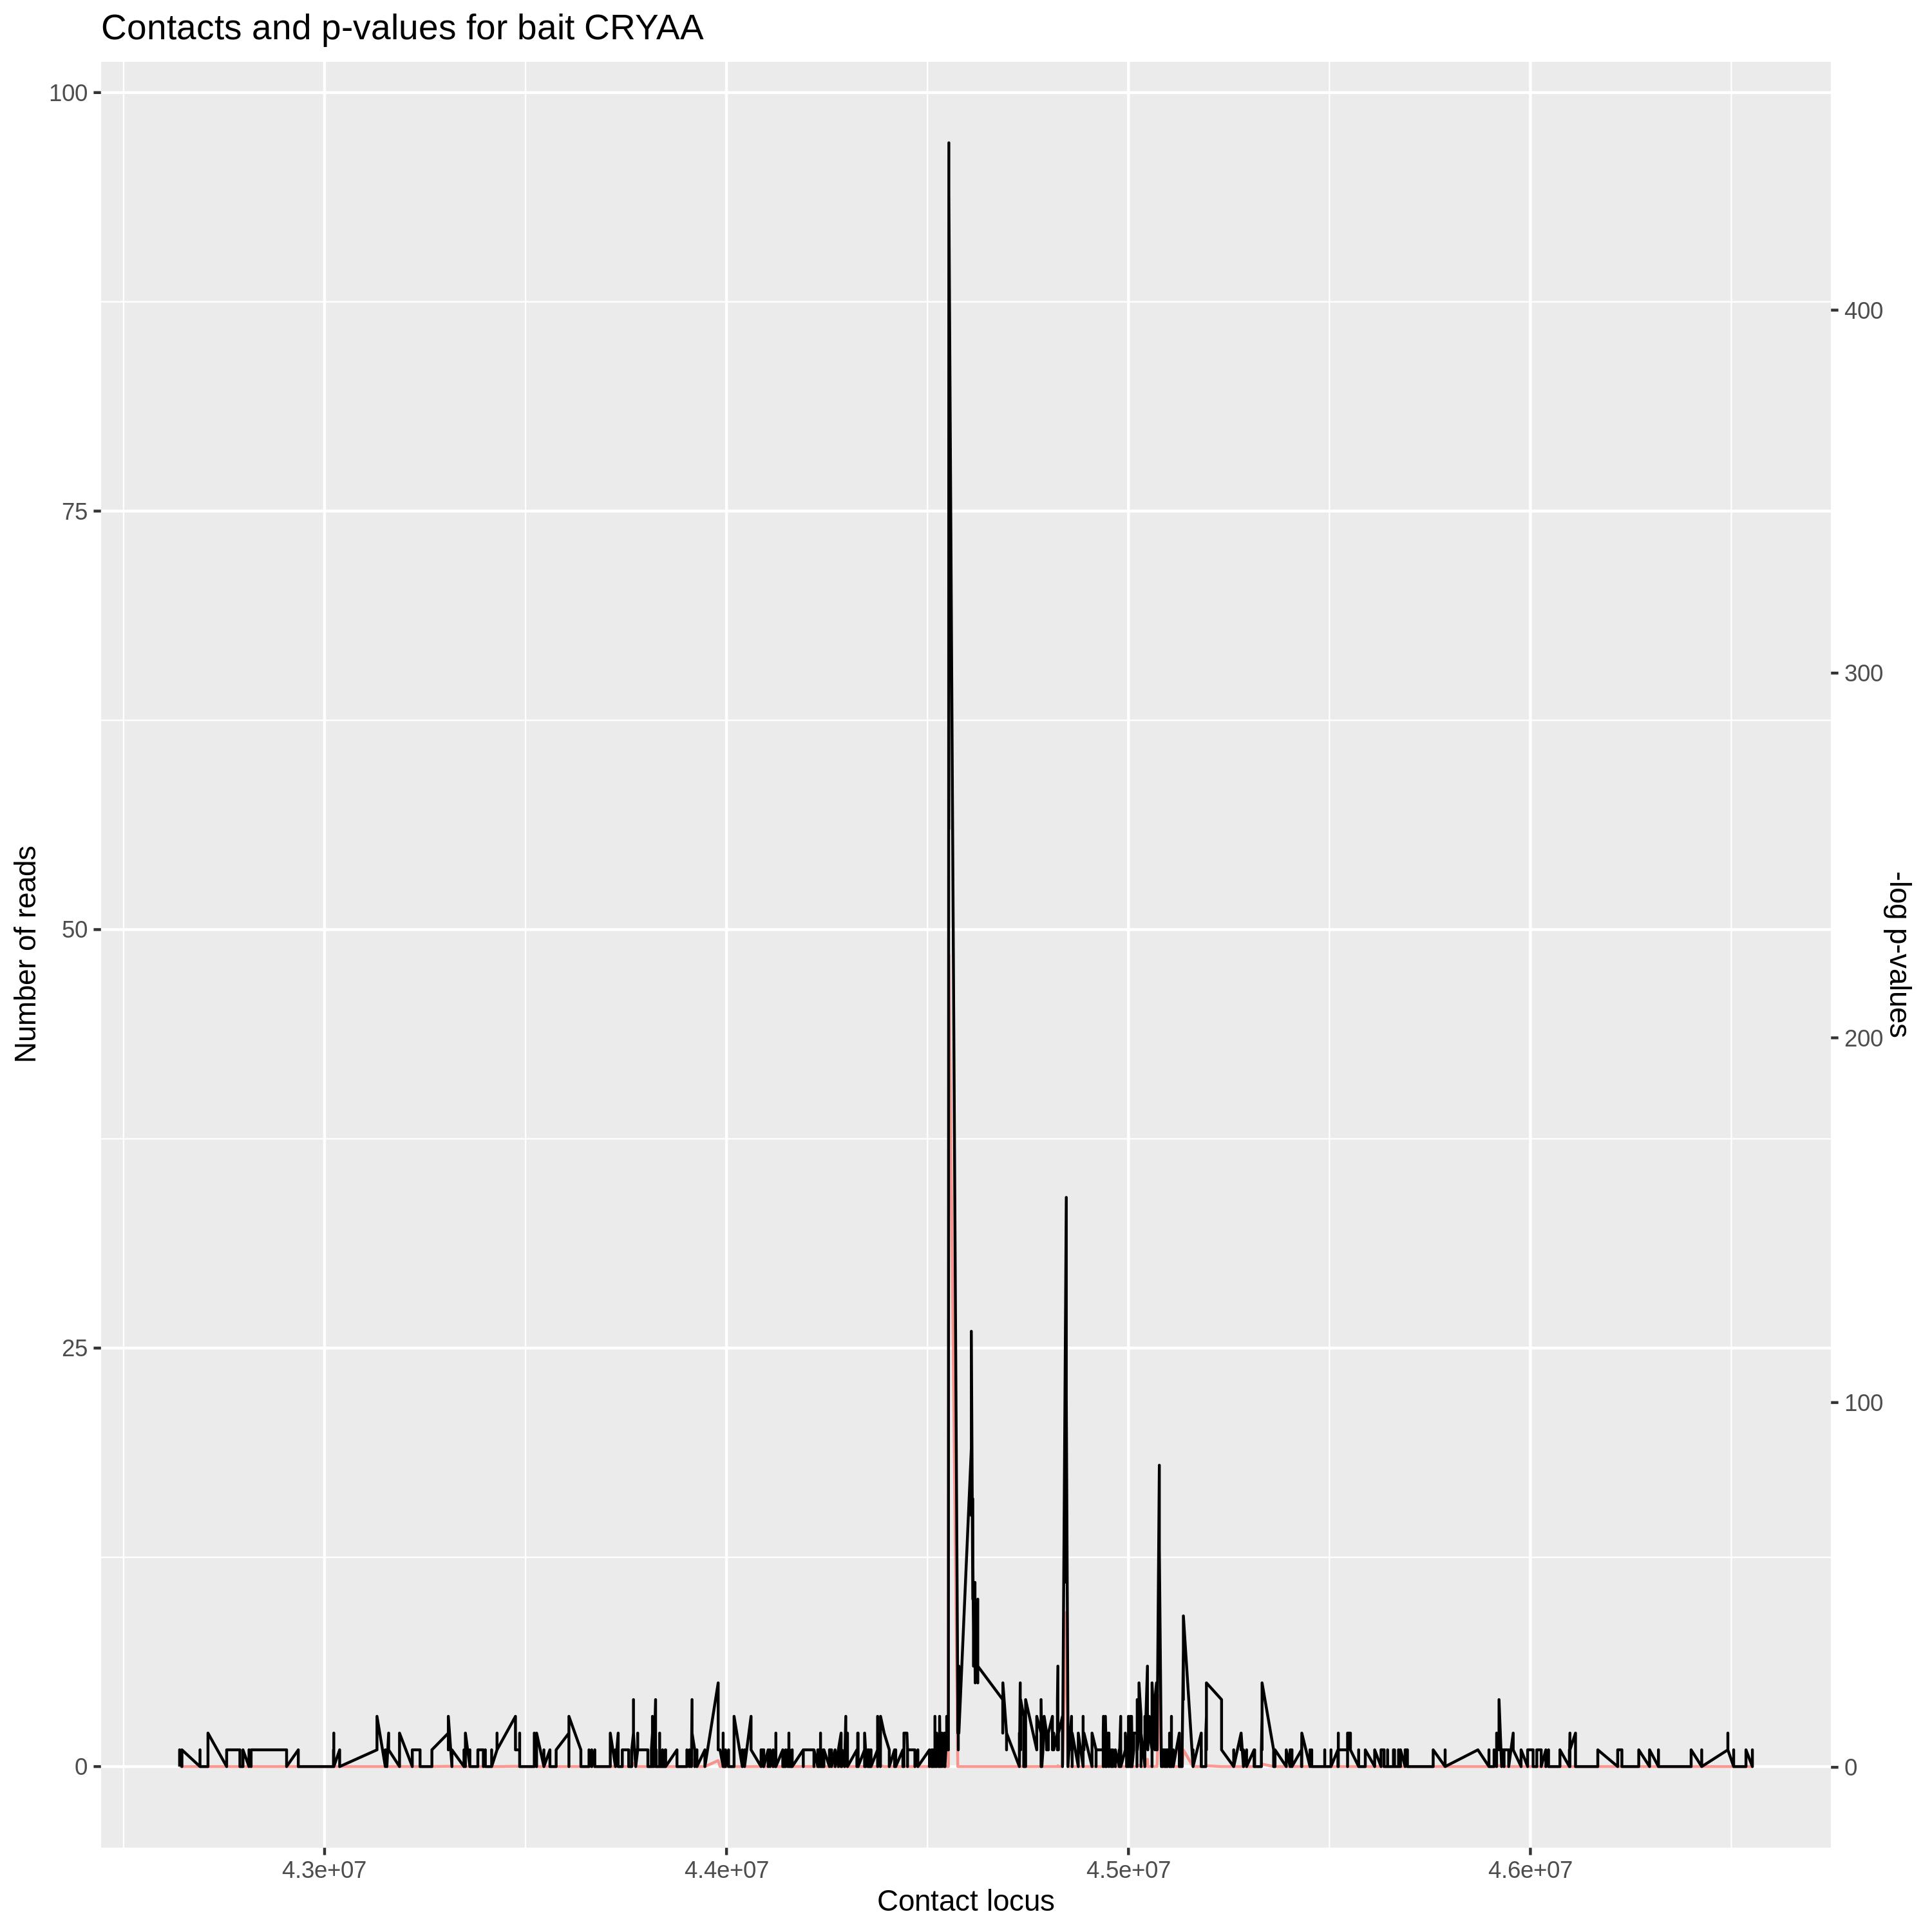 Contacts and p-values for bait CRYAA
100
75
50
25
0
Number of reads
400
300
200
100
0
-log p-values
4.3e+07
4.4e+07
4.5e+07
4.6e+07
Contact locus